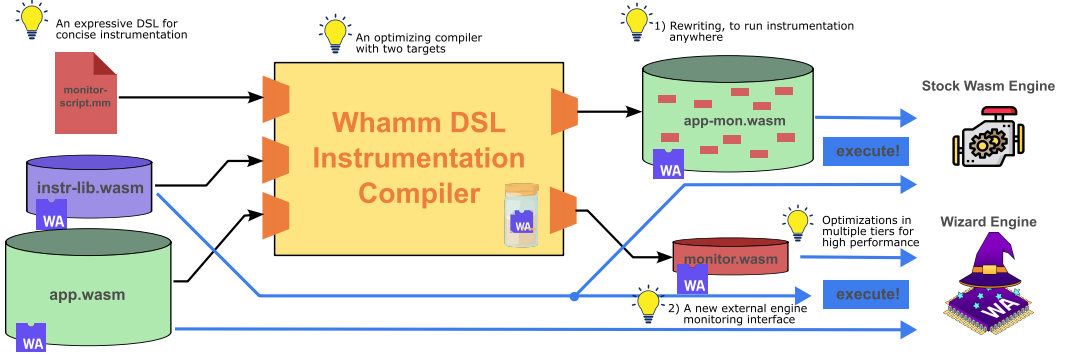 An expressive DSL for
concise instrumentation
monitor-
script.mm
instr-lib.wasm
WA
app.wasm
WA
An optimizing compiler
with two targets
Whamm DSL
Instrumentation
Compiler
WA
1) Rewriting, to run instrumentation
anywhere
app-mon.wasm
WA
execute!
Stock Wasm Engine
monitor.wasm
WA
Optimizations in
multiple tiers for
high performance
2) A new external engine
monitoring interface
execute!
Wizard Engine
WA